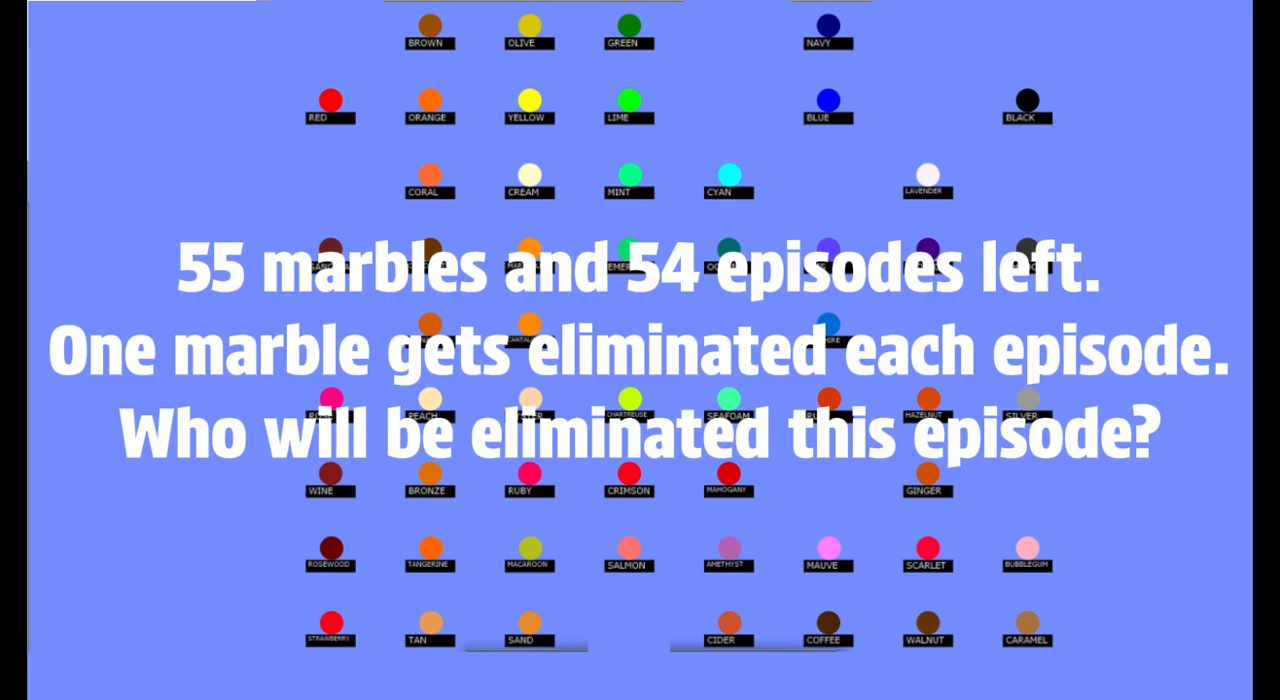 BROWN OLIVE GREEN NAVY
RED ORANGE YELLOW LIME BLUE BLACK
CORAL CREAM MINT CYAN LAVENDER
55 marbles and 54 episodes left.
One marble gets eliminated each episode.
PEACH CHARTREUSE SEAFOAM HAZELNUT SILVER
Who will be eliminated this episode?
WINE BRONZE RUBY CRIMSON MAHOGANY GINGER
ROSEWOOD TANGERINE MACAROON SALMON AMETHYST MAUVE SCARLET BUBBLEGUM
STRAWBERRY TAN SAND CIDER COFFEE WALNUT CARAMEL